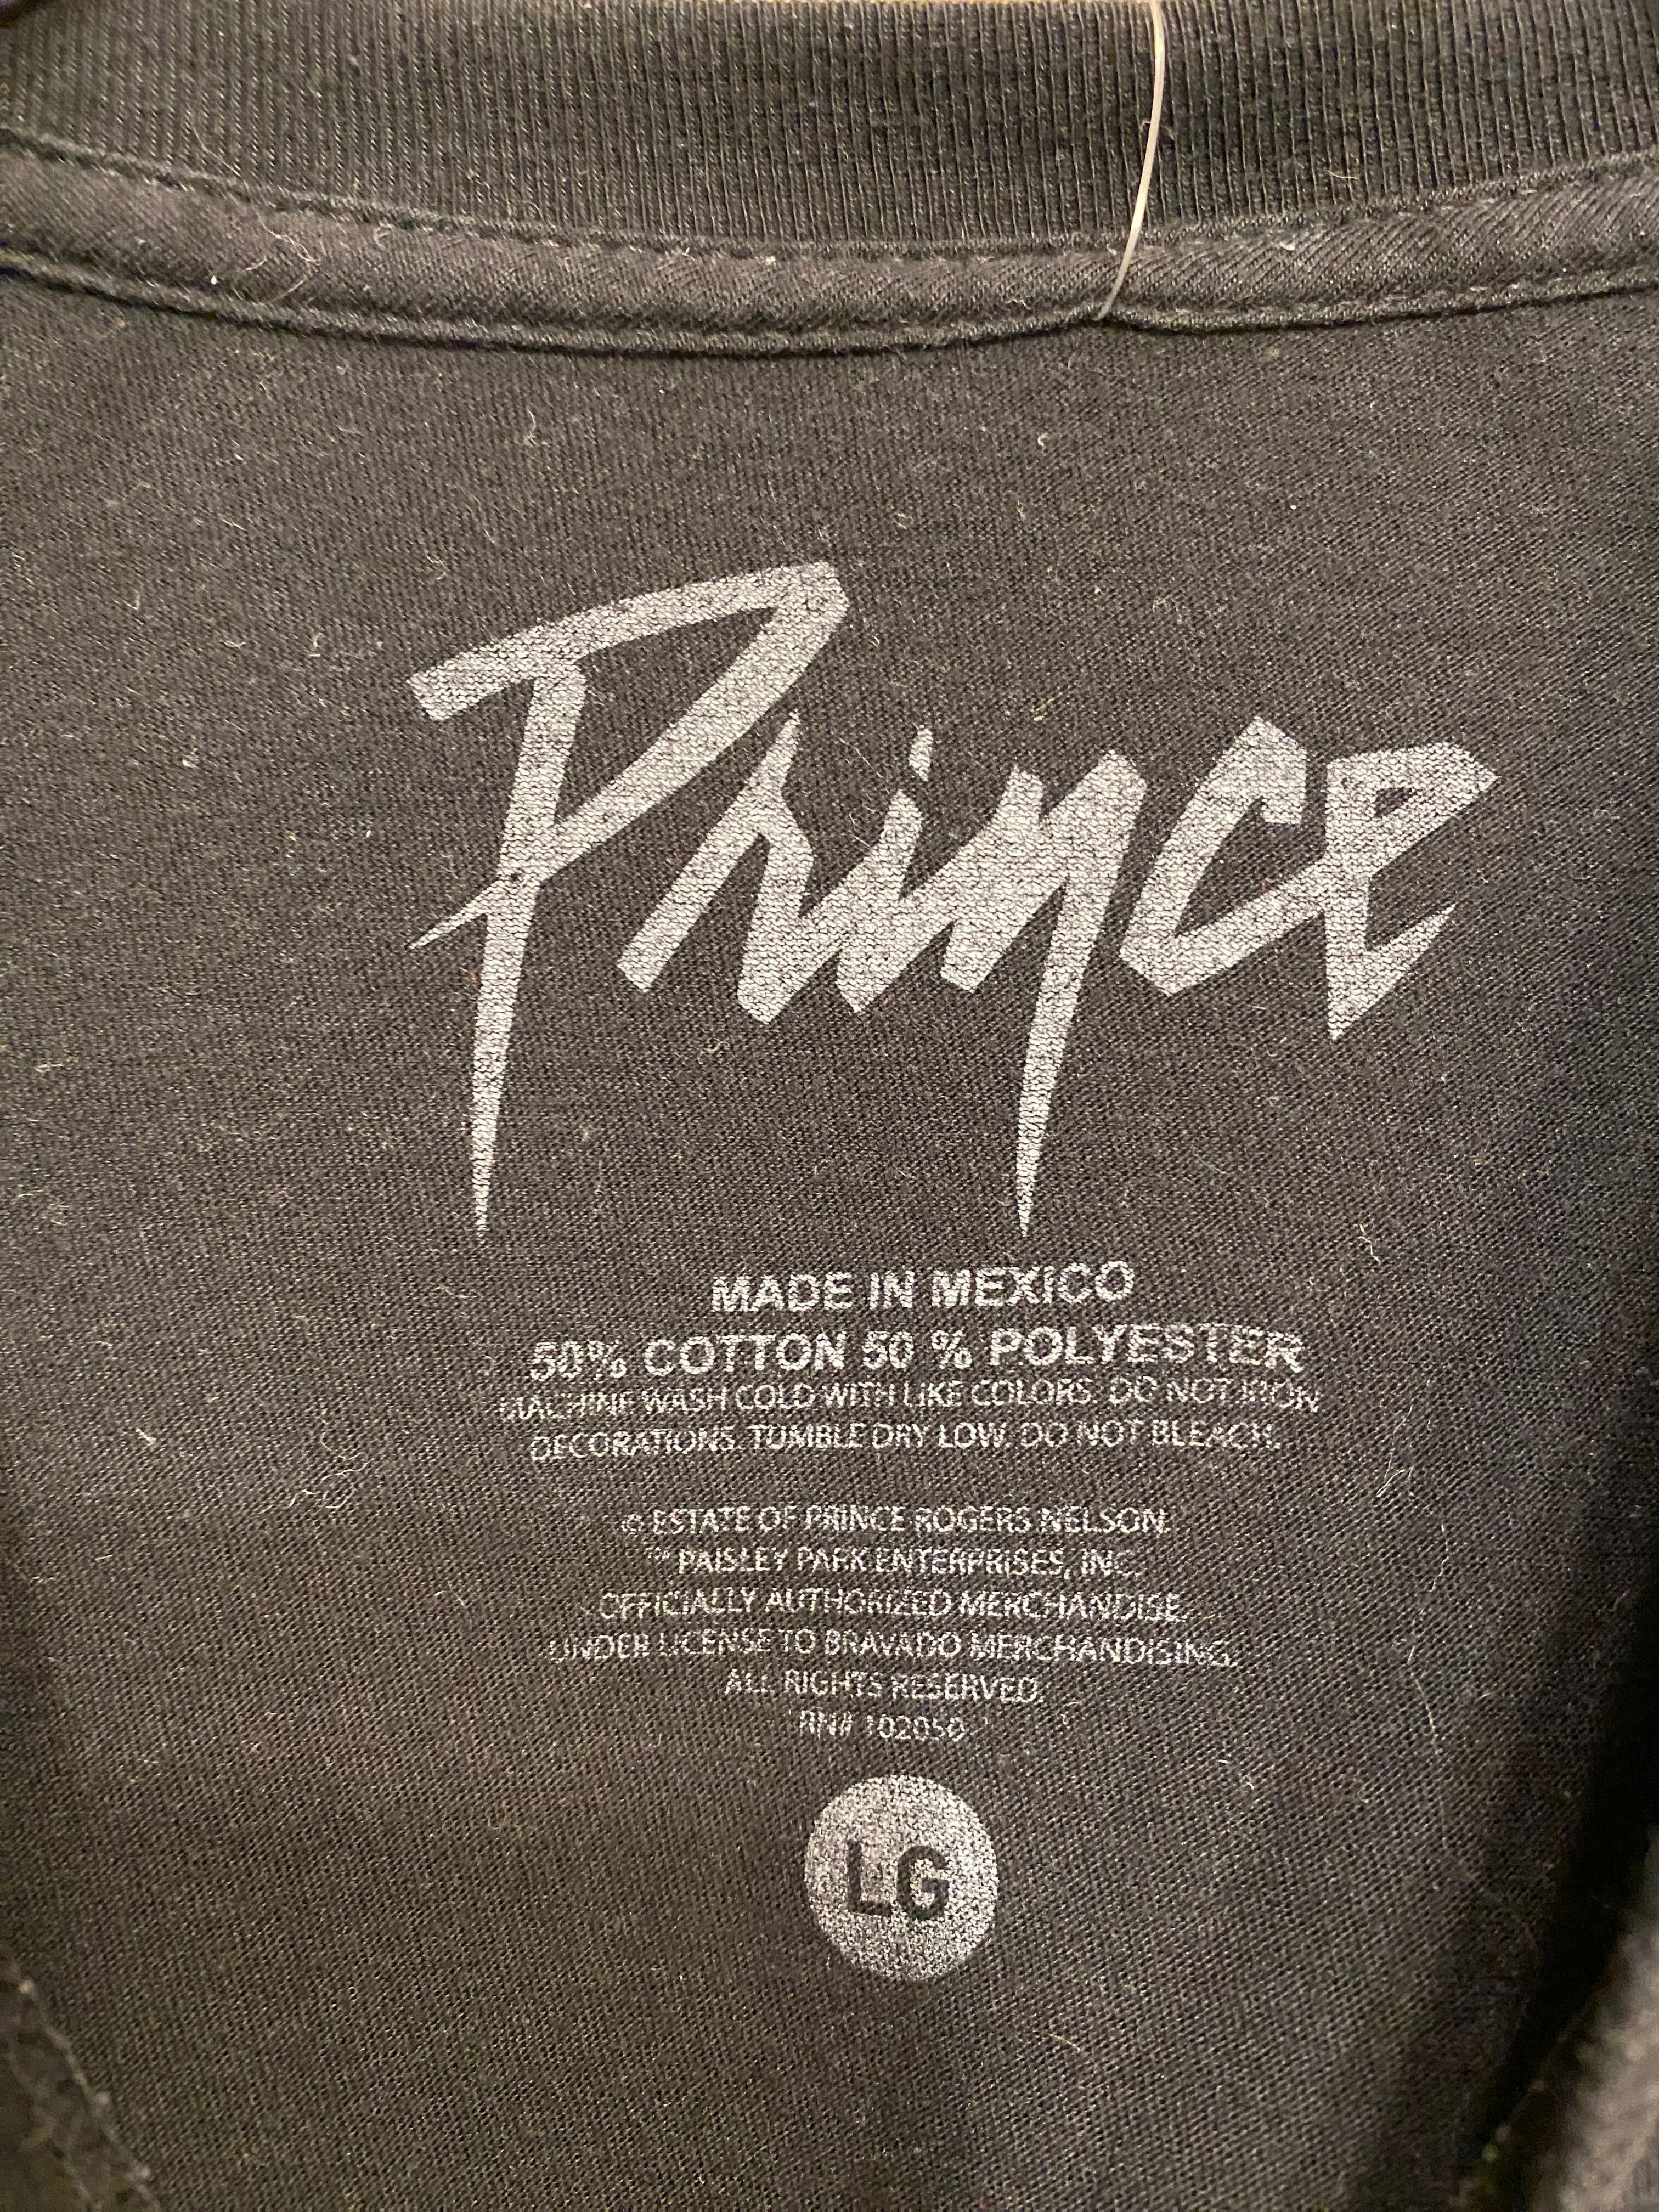 Prince
MADE IN MEXICO
50% COTTON 50 % POLYESTER
MACHINE WASH COLD WITH LIKE COLORS. DO NOT IRON
DECORATIONS. TUMBLE DRY LOW. DO NOT BLEACH.
© ESTATE OF PRINCE ROGERS NELSON.
™ PAISLEY PARK ENTERPRISES, INC.
OFFICIALLY AUTHORIZED MERCHANDISE.
UNDER LICENSE TO BRAVADO MERCHANDISING.
ALL RIGHTS RESERVED.
RN# 102050
LG